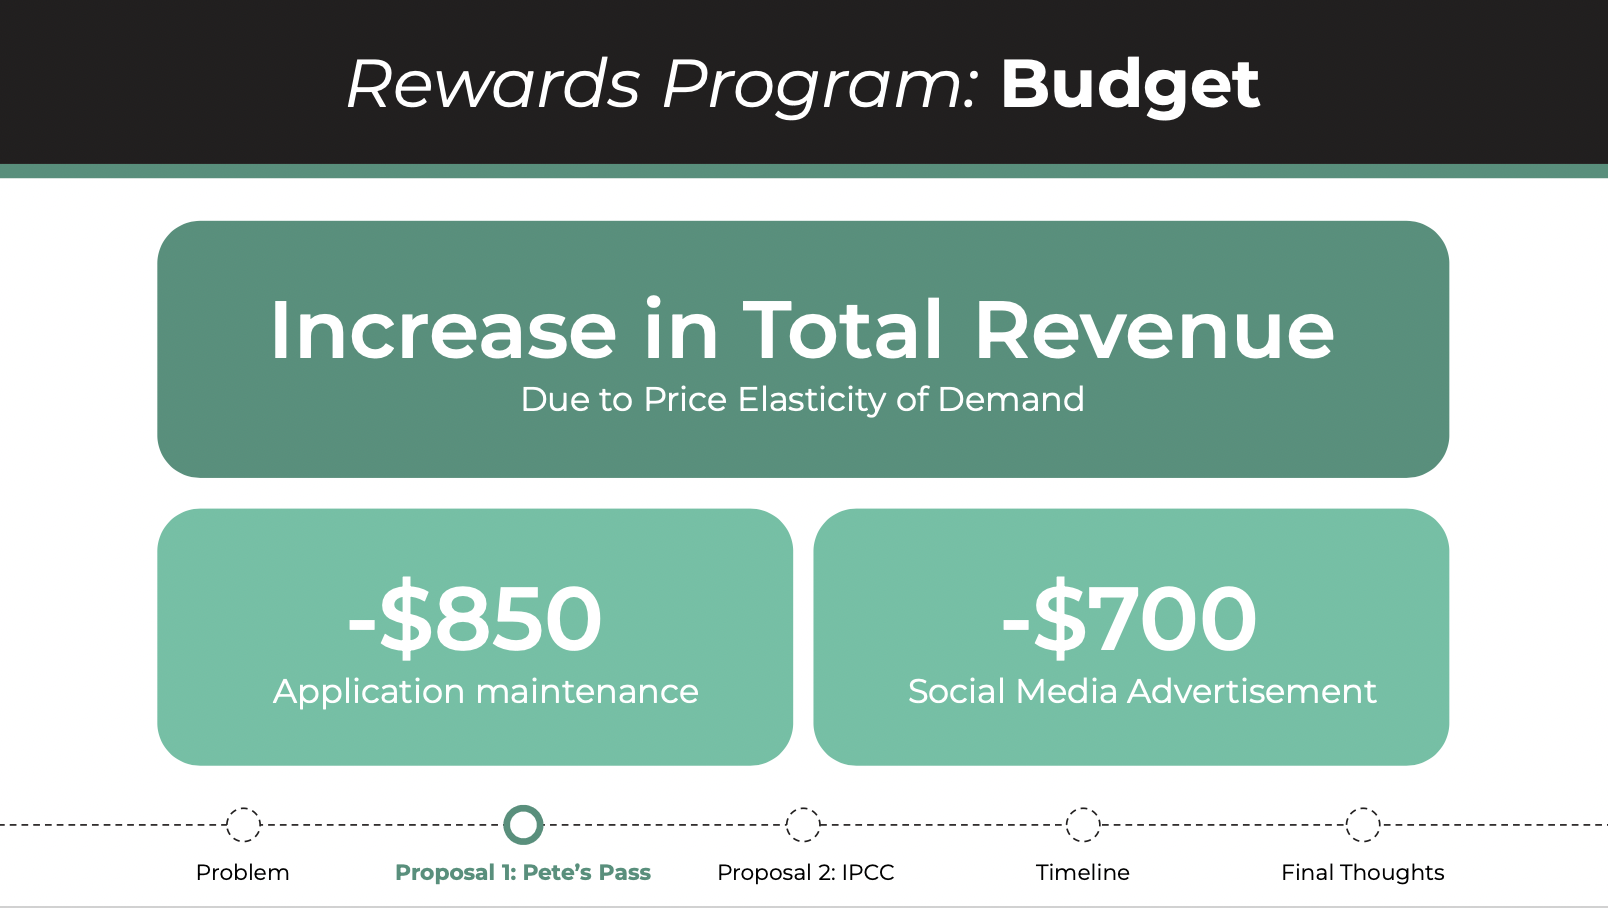 Rewards Program: Budget
Increase in Total Revenue
Due to Price Elasticity of Demand
-$850
Application maintenance
-$700
Social Media Advertisement
Problem
Proposal 1: Pete’s Pass
Proposal 2: IPCC
Timeline
Final Thoughts